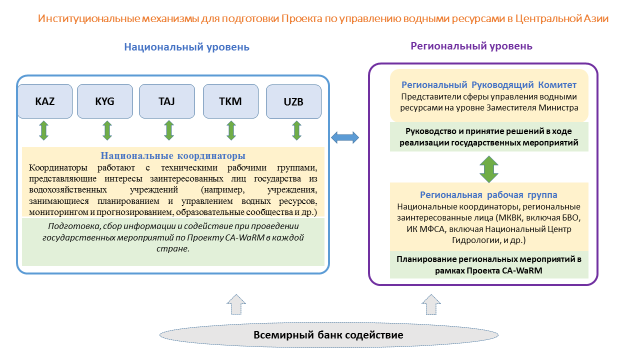 Институциональные механизмы для подготовки Проекта по управлению водными ресурсами в Центральной Азии
Национальный уровень
KAZ
KYG
TAJ
TKM
UZB
Национальные координаторы
Координаторы работают с техническими рабочими группами,
представляющие интересы заинтересованных лиц государства из
водохозяйственных учреждений (например, учреждения,
занимающиеся планированием и управлением водных ресурсов,
мониторингом и прогнозированием, образовательные сообщества и др.)
Подготовка, сбор информации и содействие при проведении
государственных мероприятий по Проекту CA-WaRM в каждой
стране.
Региональный уровень
Региональный Руководящий Комитет
Представители сферы управления водными
ресурсами на уровне Заместителя Министра
Руководство и принятие решений в ходе
реализации государственных мероприятий
Региональная рабочая группа
Национальные координаторы, региональные
заинтересованные лица (МКВК, включая БВО,
ИК МФСА, включая Национальный Центр
Гидрологии, и др.)
Планирование региональных мероприятий в
рамках Проекта CA-WaRM
Всемирный банк содействие